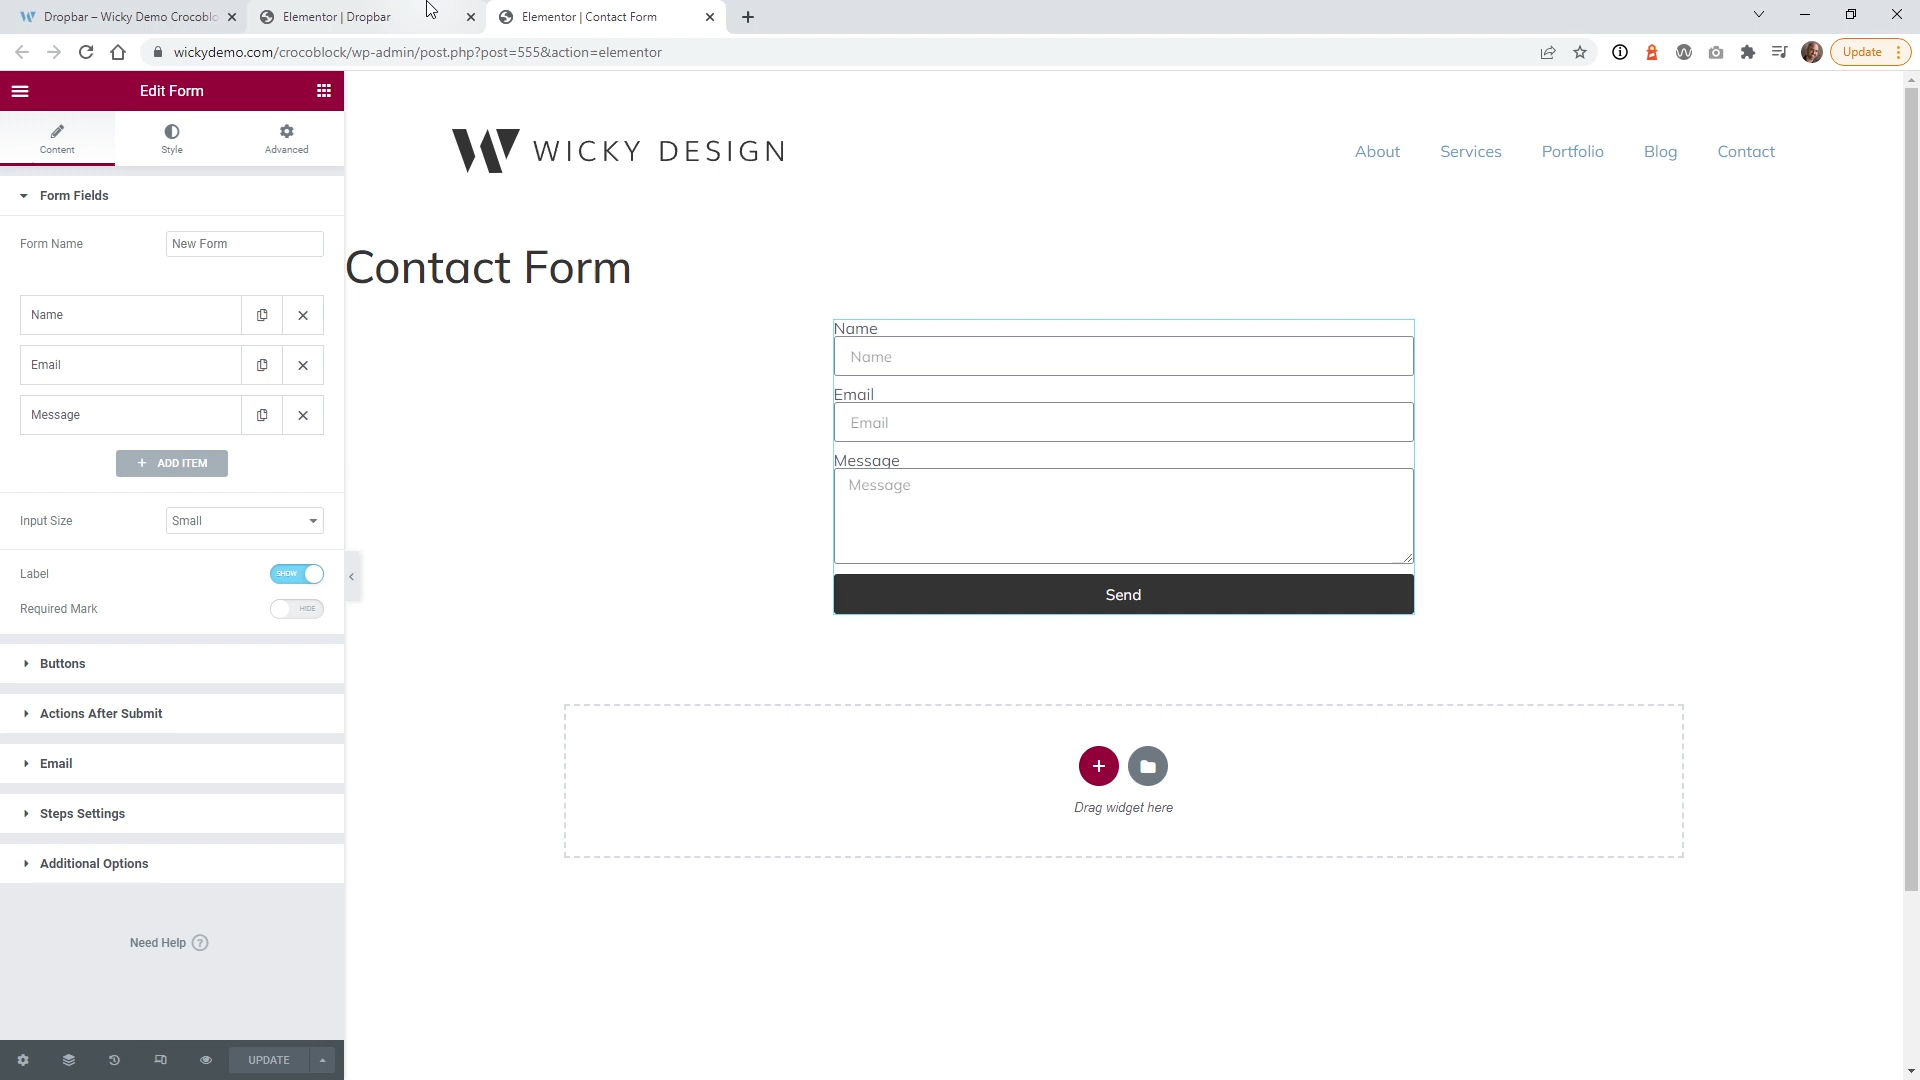 Dropbar – Wicky Demo Crocoblo
Elementor | Dropbar
Elementor | Contact Form
wickydemo.com/crocoblock/wp-admin/post.php?post=555&action=elementor
Update
Edit Form
Content
Style
Advanced
Form Fields
Form Name
New Form
Name
Email
Message
ADD ITEM
Input Size
Small
Label
SHOW
Required Mark
HIDE
Buttons
Actions After Submit
Email
Steps Settings
Additional Options
Need Help
UPDATE
WICKY DESIGN
About
Services
Portfolio
Blog
Contact
Contact Form
Name
Name
Email
Email
Message
Message
Send
Drag widget here